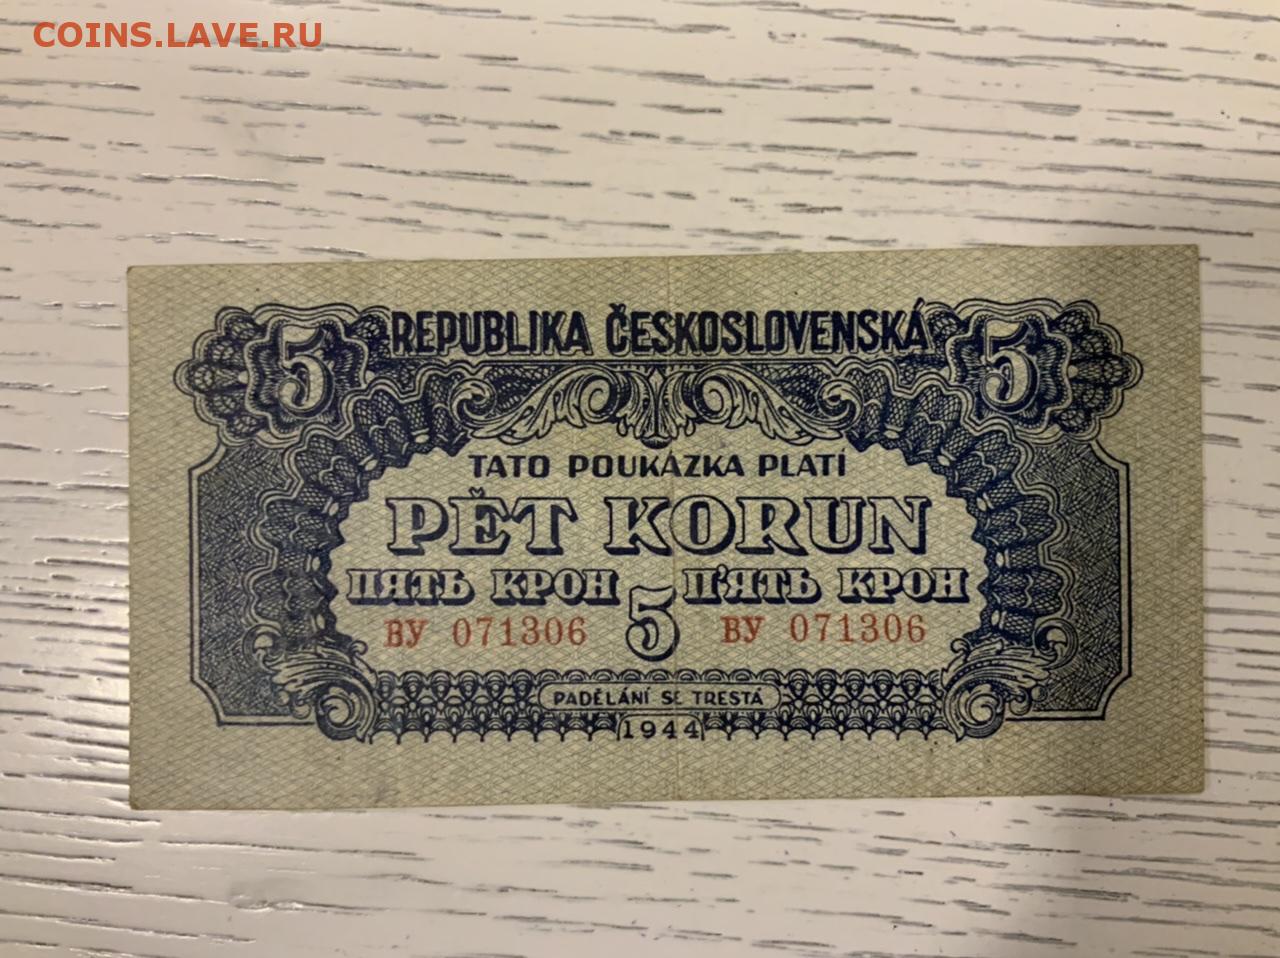 COINS.LAVE.RU
5 REPUBLIKA ČESKOSLOVENSKÁ 5
TATO POUKÁZKA PLATÍ
PĚT KORUN
ПЯТЬ КРОН 5 П'ЯТЬ КРОН
ВУ 071306 ВУ 071306
PADĚLÁNÍ SE TRESTÁ
1944